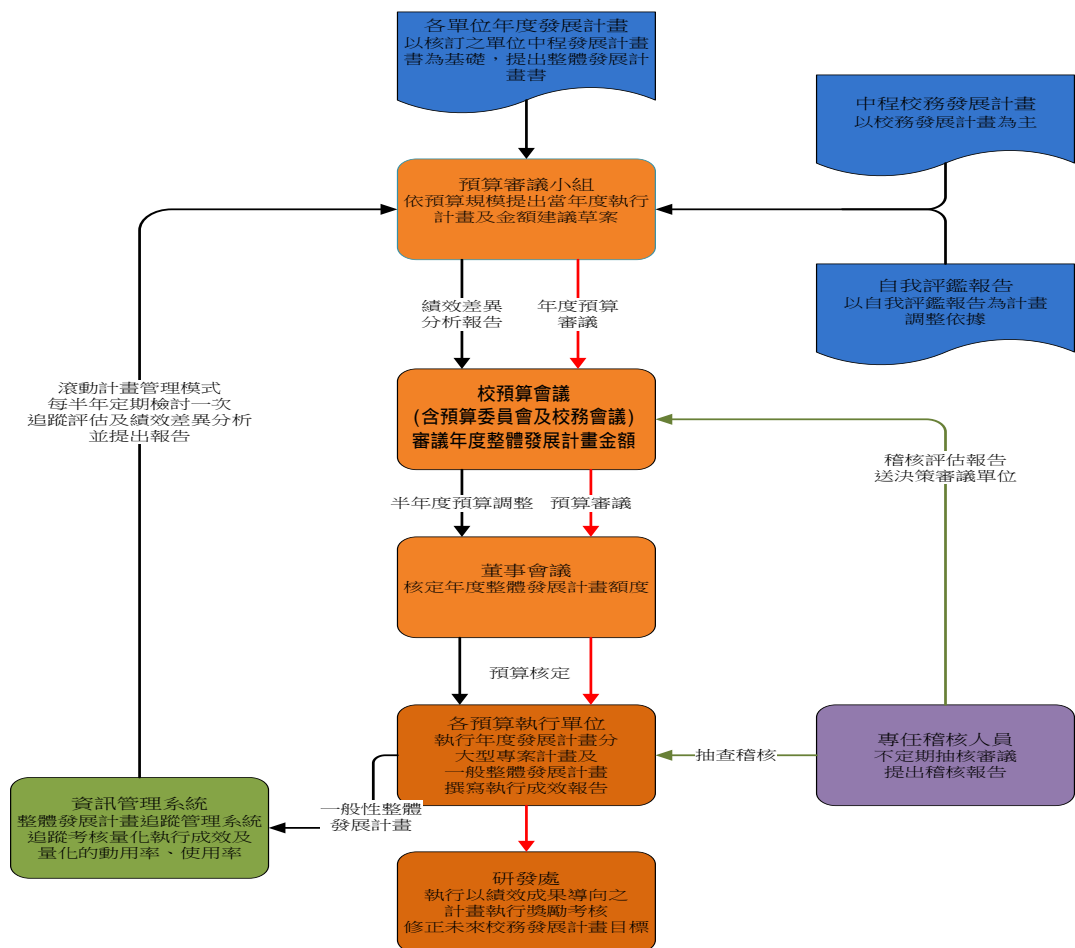 各單位年度發展計畫
以核訂之單位中程發展計畫
書為基礎，提出整體發展計
畫書
中程校務發展計畫
以校務發展計畫為主
預算審議小組
依預算規模提出當年度執行
計畫及金額建議草案
自我評鑑報告
以自我評鑑報告為計畫
調整依據
績效差異
分析報告
年度預算
審議
滾動計畫管理模式
每半年定期檢討一次
追蹤評估及績效差異分析
並提出報告
校預算會議
(含預算委員會及校務會議)
審議年度整體發展計畫金額
稽核評估報告
送決策審議單位
半年度預算調整
預算審議
董事會議
核定年度整體發展計畫額度
預算核定
各預算執行單位
執行年度發展計畫分
大型專案計畫及
一般整體發展計畫
撰寫執行成效報告
抽查稽核
專任稽核人員
不定期抽核審議
提出稽核報告
資訊管理系統
整體發展計畫追蹤管理系統
追蹤考核量化執行成效及
量化的動用率、使用率
一般性整體
發展計畫
研發處
執行以績效成果導向之
計畫執行獎勵考核
修正未來校務發展計畫目標